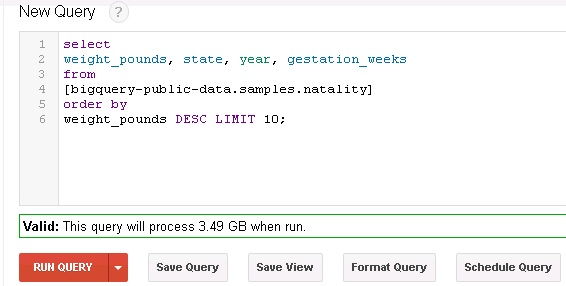 New Query ?
1 select
2 weight_pounds, state, year, gestation_weeks
3 from
4 [bigquery-public-data.samples.natality]
5 order by
6 weight_pounds DESC LIMIT 10;
Valid: This query will process 3.49 GB when run.
RUN QUERY Save Query Save View Format Query Schedule Query